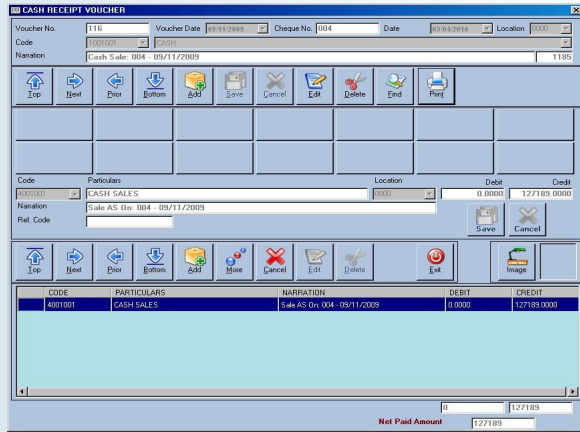 CASH RECEIPT VOUCHER
Voucher No. 116 Voucher Date 09/11/2009 Cheque No. 004 Date 03/04/2010 Location 0000
Code 1001001 CASH
Narration Cash Sale: 004 - 09/11/2009 1185
Top Next Prior Bottom Add Save Cancel Edit Delete Find Print
Code Particulars Location Debit Credit
4001001 CASH SALES 0000 0.0000 127189.0000
Narration Sale AS On: 004 - 09/11/2009
Ref. Code
Save Cancel
Top Next Prior Bottom Add More Cancel Edit Delete Exit Image
CODE PARTICULARS NARRATION DEBIT CREDIT
4001001 CASH SALES Sale AS On: 004 - 09/11/2009 0.0000 127189.0000
0 127189
Net Paid Amount 127189